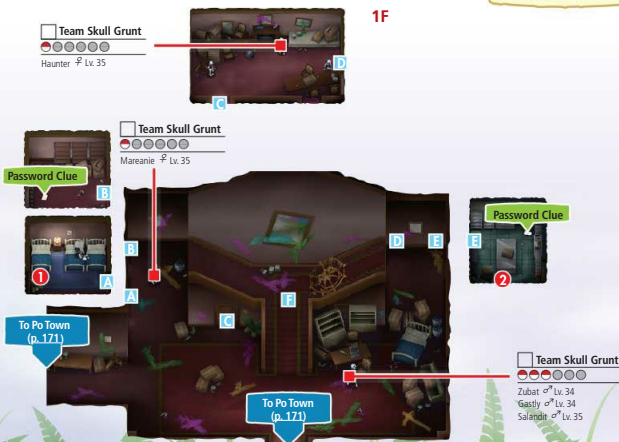 1F
Team Skull Grunt
Haunter ♀ Lv. 35
D
C
Team Skull Grunt
Mareanie ♀ Lv. 35
Password Clue
B
1
A
B
A
C
D
E
F
Password Clue
E
2
To Po Town
(p. 171)
To Po Town
(p. 171)
Team Skull Grunt
Zubat ♂ Lv. 34
Gastly ♂ Lv. 34
Salandit ♂ Lv. 35